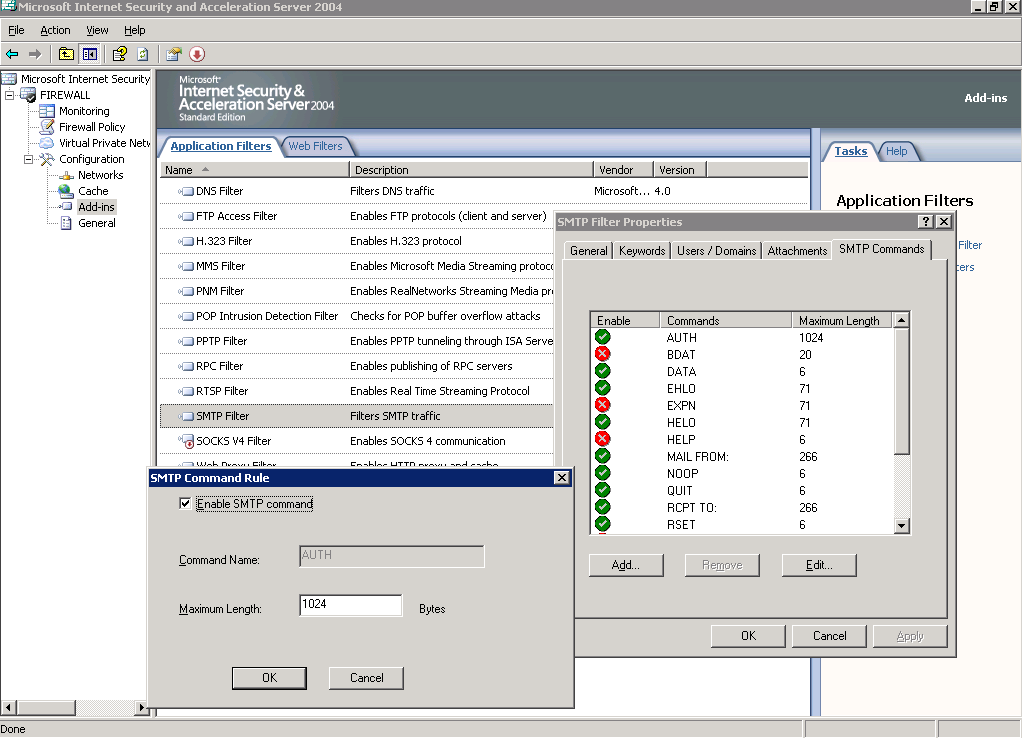 Microsoft Internet Security and Acceleration Server 2004
File Action View Help
Microsoft Internet Security
FIREWALL
Monitoring
Firewall Policy
Virtual Private Netw
Configuration
Networks
Cache
Add-ins
General
Microsoft®
Internet Security &
Acceleration Server 2004
Standard Edition
Add-ins
Application Filters Web Filters
Name Description Vendor Version
DNS Filter Filters DNS traffic Microsoft... 4.0
FTP Access Filter Enables FTP protocols (client and server)
H.323 Filter Enables H.323 protocol
MMS Filter Enables Microsoft Media Streaming protoco
PNM Filter Enables RealNetworks Streaming Media pr
POP Intrusion Detection Filter Checks for POP buffer overflow attacks
PPTP Filter Enables PPTP tunneling through ISA Serve
RPC Filter Enables publishing of RPC servers
RTSP Filter Enables Real Time Streaming Protocol
SMTP Filter Filters SMTP traffic
SOCKS V4 Filter Enables SOCKS 4 communication
Web Proxy Filter Enables HTTP proxy and cache
Tasks Help
Application Filters
Filter
ters
SMTP Filter Properties
General Keywords Users / Domains Attachments SMTP Commands
Enable Commands Maximum Length
AUTH 1024
BDAT 20
DATA 6
EHLO 71
EXPN 71
HELO 71
HELP 6
MAIL FROM: 266
NOOP 6
QUIT 6
RCPT TO: 266
RSET 6
Add... Remove Edit...
OK Cancel Apply
SMTP Command Rule
Enable SMTP command
Command Name: AUTH
Maximum Length: 1024 Bytes
OK Cancel
Done